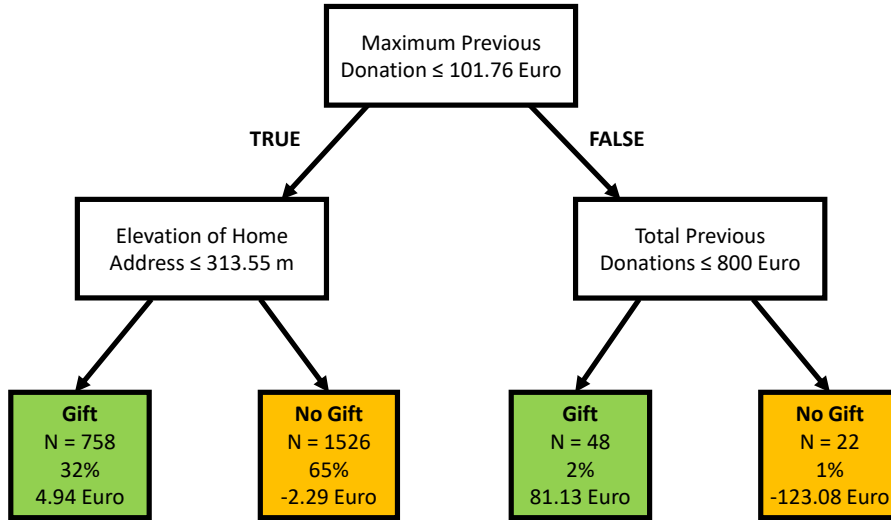 Maximum Previous
Donation ≤ 101.76 Euro
TRUE
FALSE
Elevation of Home
Address ≤ 313.55 m
Total Previous
Donations ≤ 800 Euro
Gift
N = 758
32%
4.94 Euro
No Gift
N = 1526
65%
-2.29 Euro
Gift
N = 48
2%
81.13 Euro
No Gift
N = 22
1%
-123.08 Euro